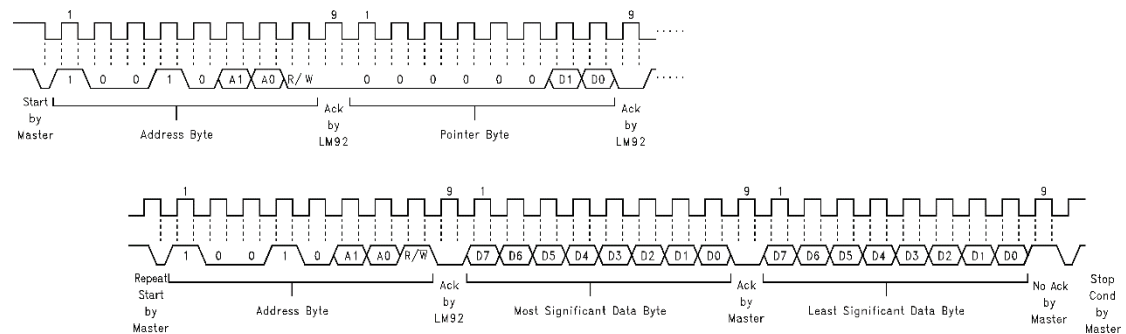 1 9 1 9
1 0 0 1 0 A1 A0 R/W 0 0 0 0 0 0 D1 D0
Start
by
Master
Address Byte
Ack
by
LM92
Pointer Byte
Ack
by
LM92
1 9 1 9 1 9
1 0 0 1 0 A1 A0 R/W D7 D6 D5 D4 D3 D2 D1 D0 D7 D6 D5 D4 D3 D2 D1 D0
Repeat
Start
by
Master
Address Byte
Ack
by
LM92
Most Significant Data Byte
Ack
by
Master
Least Significant Data Byte
No Ack
by
Master
Stop
Cond
by
Master